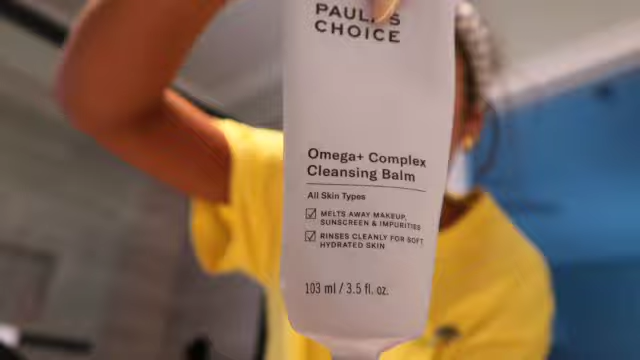 PAULA'S
CHOICE
Omega+ Complex
Cleansing Balm
All Skin Types
☑ MELTS AWAY MAKEUP,
SUNSCREEN & IMPURITIES
☑ RINSES CLEANLY FOR SOFT
HYDRATED SKIN
103 ml / 3.5 fl. oz.